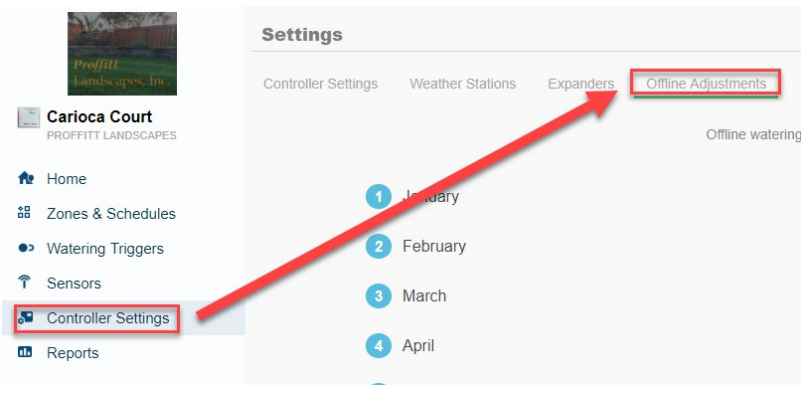 Proffitt
Landscapes, Inc.
Carioca Court
PROFFITT LANDSCAPES
Home
Zones & Schedules
Watering Triggers
Sensors
Controller Settings
Reports
Settings
Controller Settings Weather Stations Expanders Offline Adjustments
Offline watering
1 January
2 February
3 March
4 April